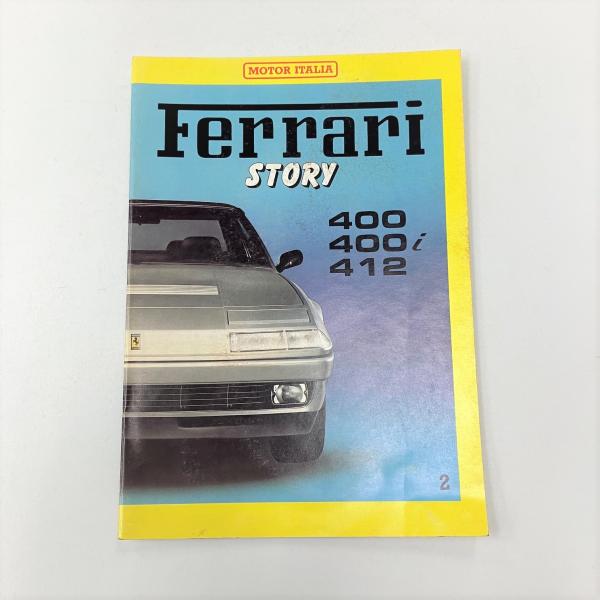 MOTOR ITALIA
Ferrari
STORY
400
400i
412
2